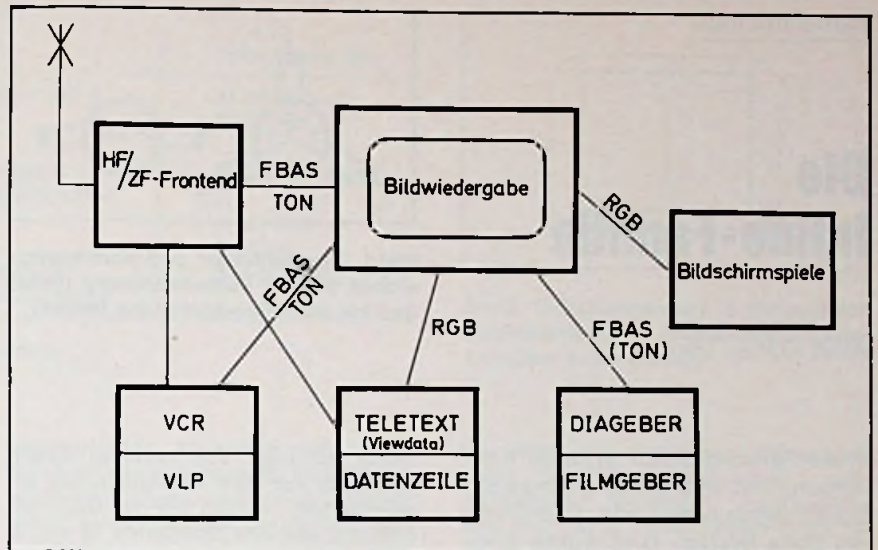 HF/ZF-Frontend
FBAS
TON
Bildwiedergabe
RGB
Bildschirmspiele
FBAS
TON
RGB
FBAS
(TON)
VCR
VLP
TELETEXT
(Viewdata)
DATENZEILE
DIAGEBER
FILMGEBER